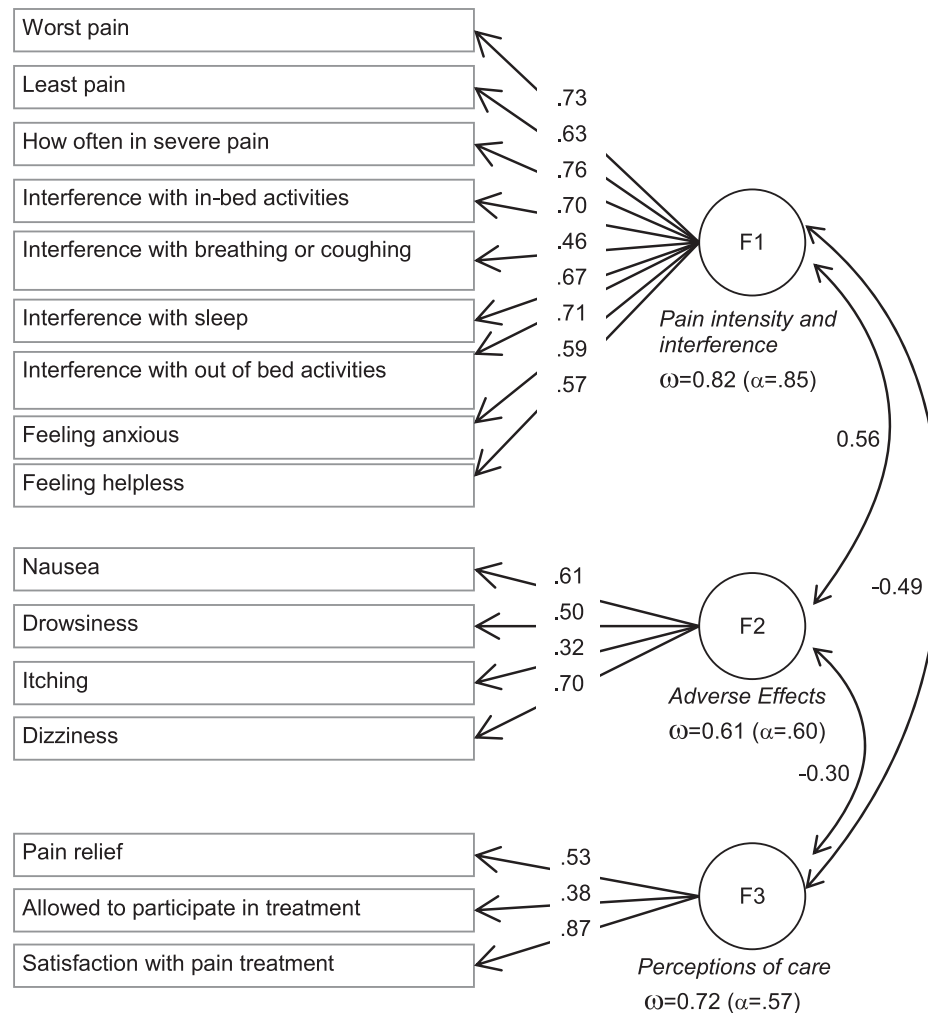 Worst pain
Least pain
How often in severe pain
Interference with in-bed activities
Interference with breathing or coughing
Interference with sleep
Interference with out of bed activities
Feeling anxious
Feeling helpless
.73
.63
.76
.70
.46
.67
.71
.59
.57
F1
Pain intensity and
interference
ω=0.82 (α=.85)
0.56
-0.49
Nausea
Drowsiness
Itching
Dizziness
.61
.50
.32
.70
F2
Adverse Effects
ω=0.61 (α=.60)
-0.30
Pain relief
Allowed to participate in treatment
Satisfaction with pain treatment
.53
.38
.87
F3
Perceptions of care
ω=0.72 (α=.57)